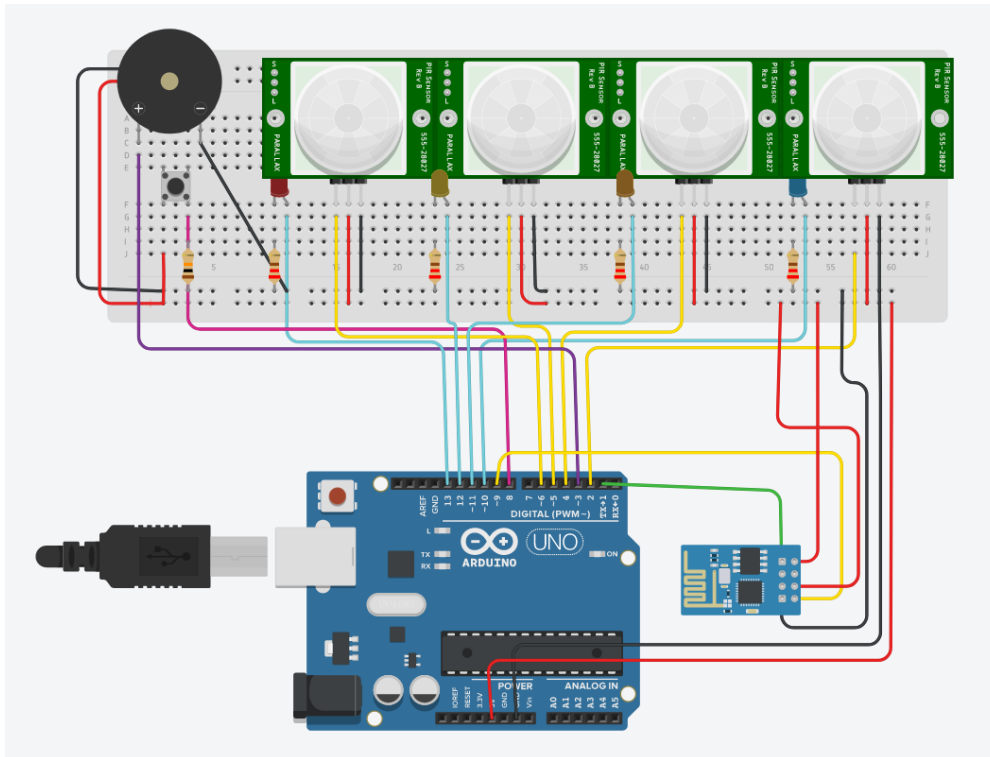 +
−
S
L
PARALLAX
PIR SENSOR
REV B
555-28027
S
L
PARALLAX
PIR SENSOR
REV B
555-28027
S
L
PARALLAX
PIR SENSOR
REV B
555-28027
S
L
PARALLAX
PIR SENSOR
REV B
555-28027
A
B
C
D
E
F
G
H
I
J
F
G
H
I
J
5
15
20
25
30
35
40
45
50
55
60
AREF
GND
13
12
~11
~10
~9
8
7
~6
~5
4
~3
2
TX→1
RX←0
DIGITAL (PWM~)
L
TX
RX
UNO
ON
ARDUINO
POWER
ANALOG IN
IOREF
RESET
3.3V
GND
Vin
A0
A1
A2
A3
A4
A5